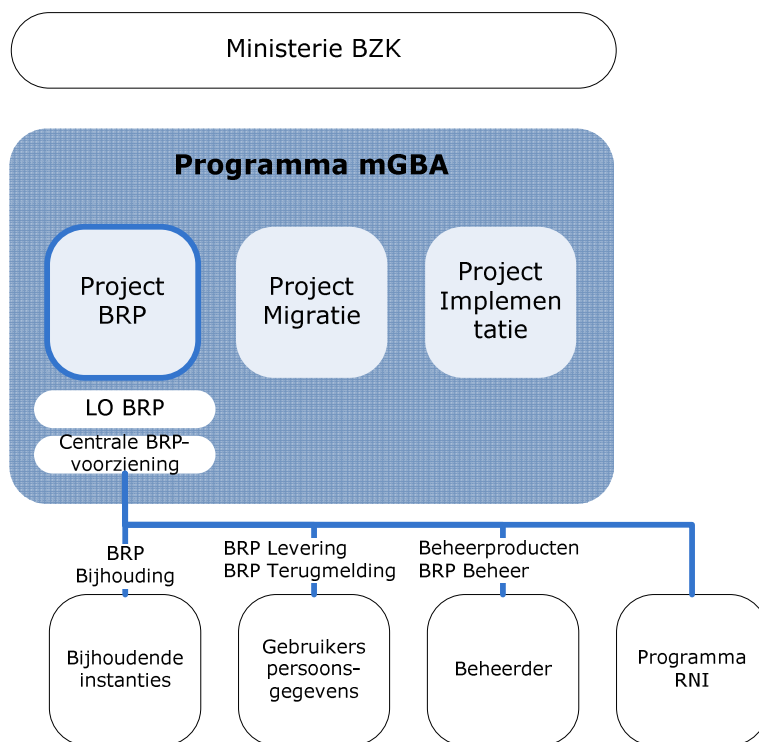 Ministerie BZK
Programma mGBA
Project
BRP
Project
Migratie
Project
Implemen
tatie
LO BRP
Centrale BRP-
voorziening
BRP
Bijhouding
BRP Levering
BRP Terugmelding
Beheerproducten
BRP Beheer
Bijhoudende
instanties
Gebruikers
persoons-
gegevens
Beheerder
Programma
RNI